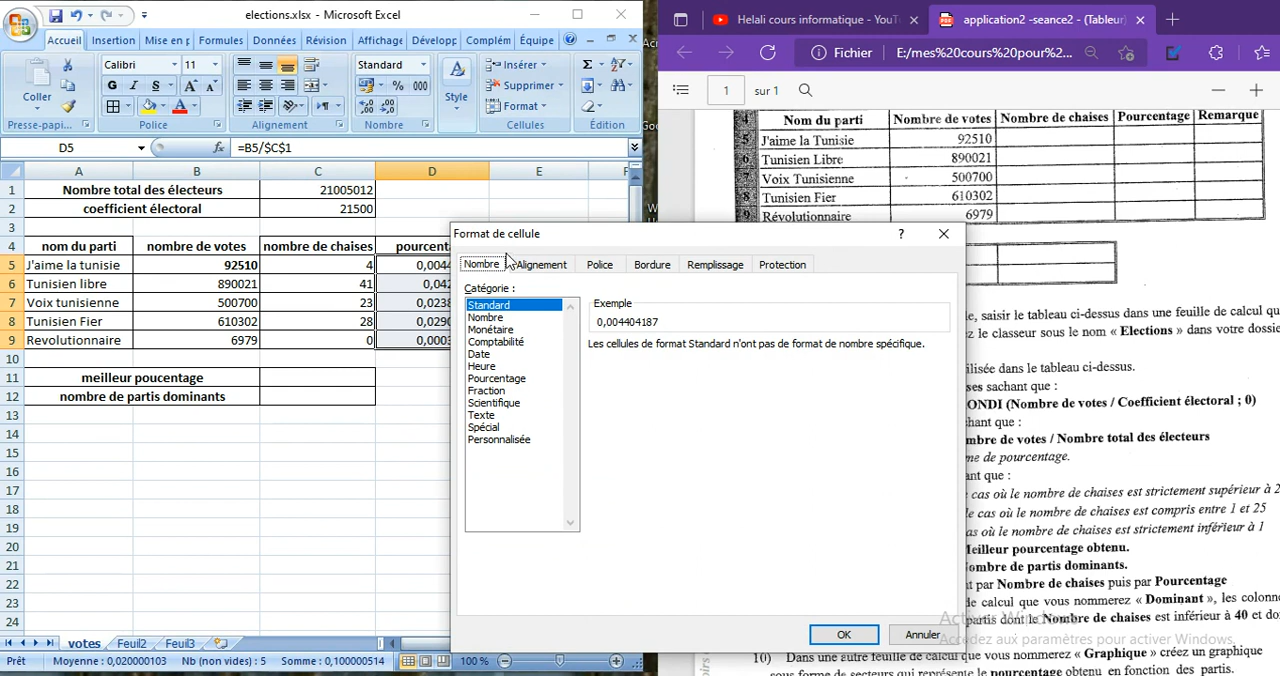 elections.xlsx - Microsoft Excel
Accueil Insertion Mise en p Formules Données Révision Affichage Développ Complém Équipe
Coller
Calibri 11
G I S
Standard
% 000
Style
Insérer
Supprimer
Format
Σ
Presse-papi... Police Alignement Nombre Cellules Édition
D5 fx =B5/$C$1
A B C D E F
1 Nombre total des électeurs 21005012
2 coefficient électoral 21500
3
4 nom du parti nombre de votes nombre de chaises pourcenta
5 J'aime la tunisie 92510 4 0,0044
6 Tunisien libre 890021 41 0,042
7 Voix tunisienne 500700 23 0,0238
8 Tunisien Fier 610302 28 0,0290
9 Revolutionnaire 6979 0 0,0003
10
11 meilleur poucentage
12 nombre de partis dominants
13
14
15
16
17
18
19
20
21
22
23
24
votes Feuil2 Feuil3
Prêt Moyenne : 0,020000103 Nb (non vides) : 5 Somme : 0,100000514 100 %
Format de cellule ?
Nombre Alignement Police Bordure Remplissage Protection
Catégorie :
Standard
Nombre
Monétaire
Comptabilité
Date
Heure
Pourcentage
Fraction
Scientifique
Texte
Spécial
Personnalisée
Exemple
0,004404187
Les cellules de format Standard n'ont pas de format de nombre spécifique.
OK Annuler
Helali cours informatique - YouT
application2 -seance2 - (Tableur
Fichier E:/mes%20cours%20pour%2...
1 sur 1
4 Nom du parti Nombre de votes Nombre de chaises Pourcentage Remarque
5 J'aime la Tunisie 92510
6 Tunisien Libre 890021
7 Voix Tunisienne 500700
8 Tunisien Fier 610302
9 Révolutionnaire 6979
le, saisir le tableau ci-dessus dans une feuille de calcul qu
z le classeur sous le nom « Elections » dans votre dossie
ilisée dans le tableau ci-dessus.
ses sachant que :
ONDI (Nombre de votes / Coefficient électoral ; 0)
hant que :
mbre de votes / Nombre total des électeurs
me de pourcentage.
ant que :
e cas où le nombre de chaises est strictement supérieur à 2
le cas où le nombre de chaises est compris entre 1 et 25
as où le nombre de chaises est strictement inférieur à 1
Meilleur pourcentage obtenu.
ombre de partis dominants.
t par Nombre de chaises puis par Pourcentage
de calcul que vous nommerez « Dominant », les colonne
partis dont le Nombre de chaises est inférieur à 40 et do
Activer Windows
Accédez aux paramètres pour activer Windows.
10) Dans une autre feuille de calcul que vous nommerez « Graphique » créez un graphique
sous forme de secteurs qui représente le pourcentage obtenu en fonction des partis.